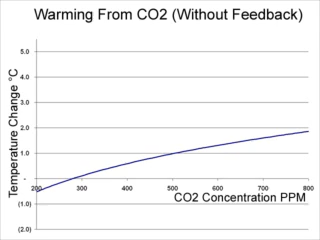 Warming From CO2 (Without Feedback)
Temperature Change °C
5.0
4.0
3.0
2.0
1.0
-
200 300 400 500 600 700 800
CO2 Concentration PPM
(1.0)
(2.0)